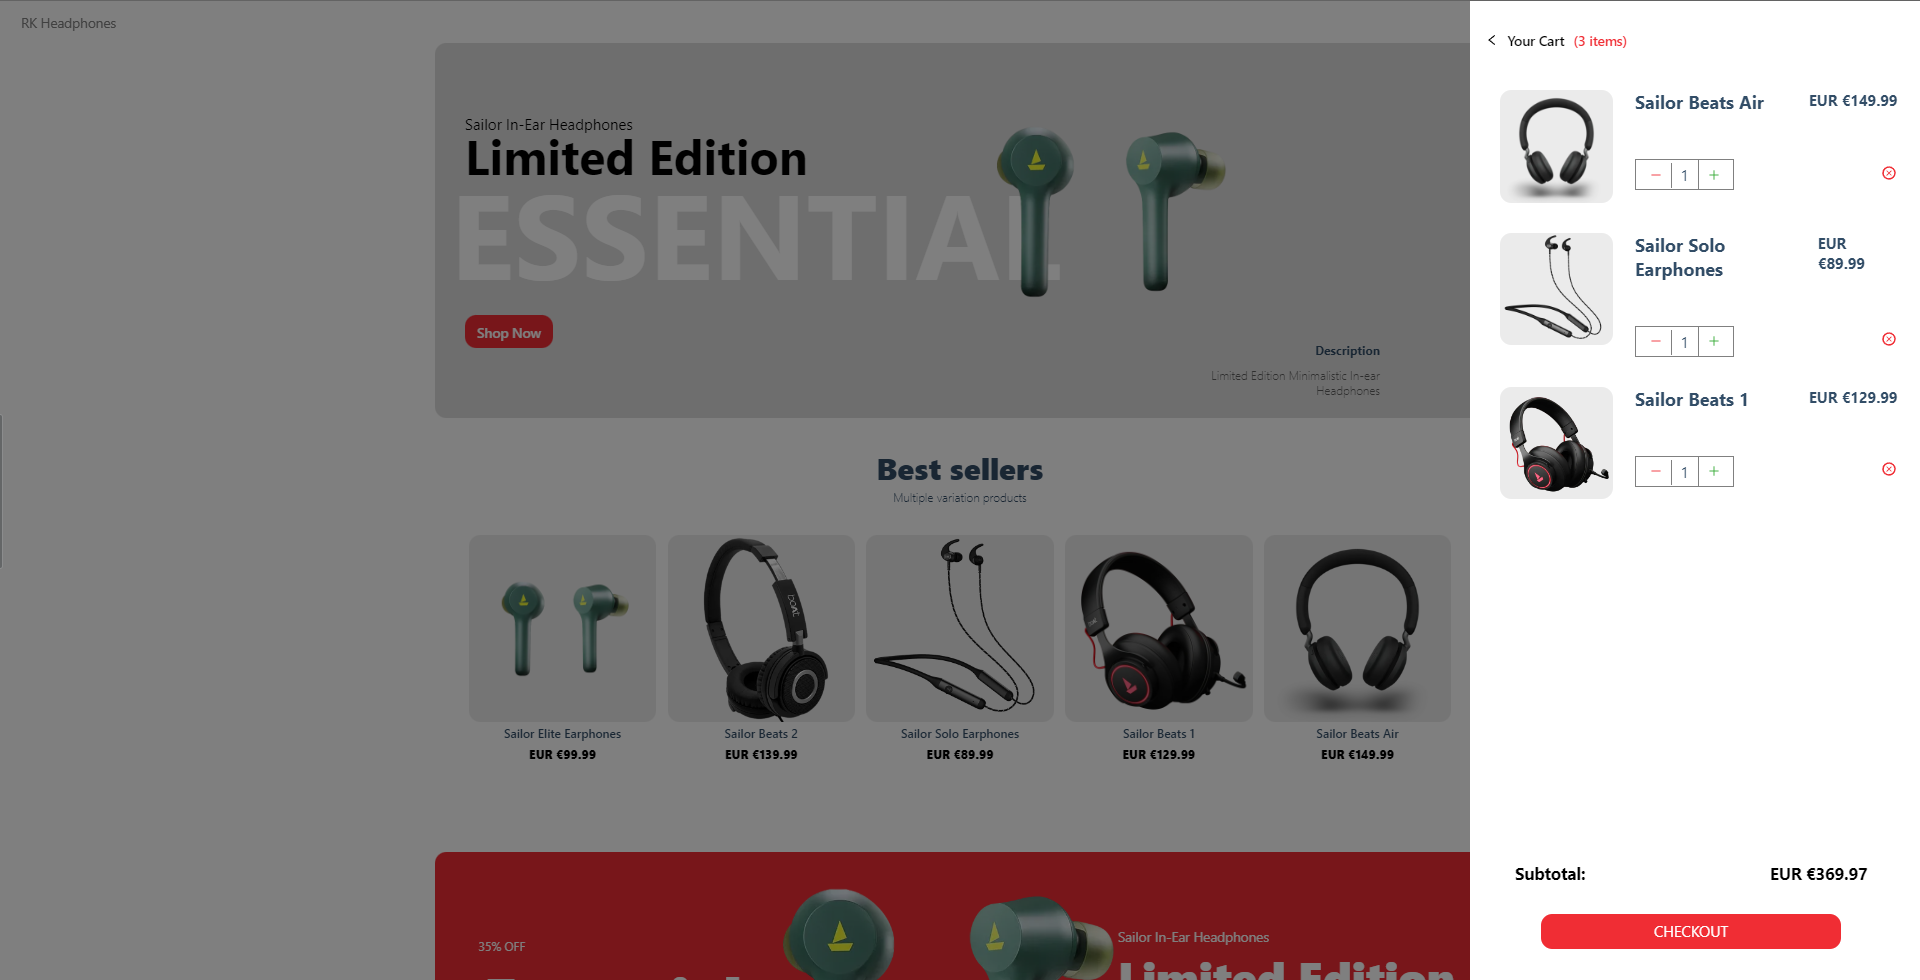 RK Headphones
Sailor In-Ear Headphones
Limited Edition
ESSENTIAL
Shop Now
Description
Limited Edition Minimalistic In-ear
Headphones
Best sellers
Multiple variation products
boAt
Sailor Elite Earphones
EUR €99.99
Sailor Beats 2
EUR €139.99
Sailor Solo Earphones
EUR €89.99
Sailor Beats 1
EUR €129.99
Sailor Beats Air
EUR €149.99
35% OFF
Sailor In-Ear Headphones
Limited Edition
Your Cart (3 items)
Sailor Beats Air
EUR €149.99
− 1 +
Sailor Solo
Earphones
EUR
€89.99
− 1 +
Sailor Beats 1
EUR €129.99
− 1 +
Subtotal:
EUR €369.97
CHECKOUT